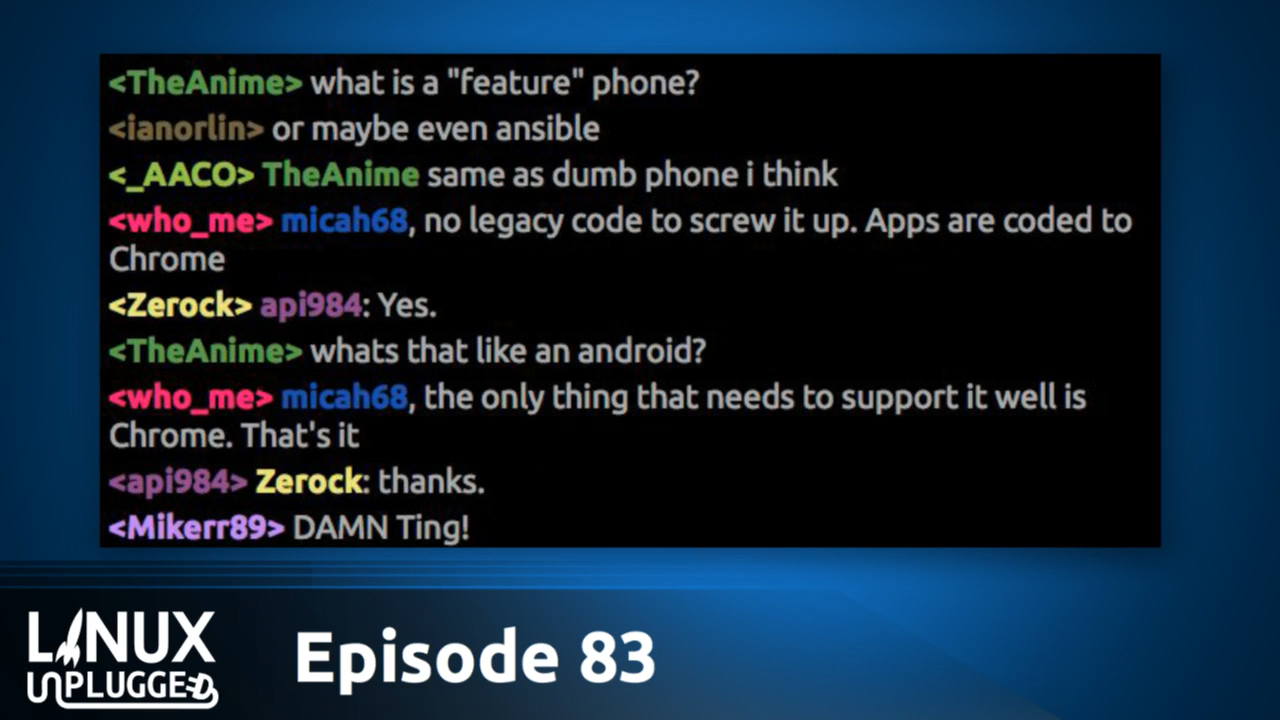 <TheAnime> what is a "feature" phone?
<ianorlin> or maybe even ansible
<_AACO> TheAnime same as dumb phone i think
<who_me> micah68, no legacy code to screw it up. Apps are coded to
Chrome
<Zerock> api984: Yes.
<TheAnime> whats that like an android?
<who_me> micah68, the only thing that needs to support it well is
Chrome. That's it
<api984> Zerock: thanks.
<Mikerr89> DAMN Ting!
LINUX
UNPLUGGED
Episode 83